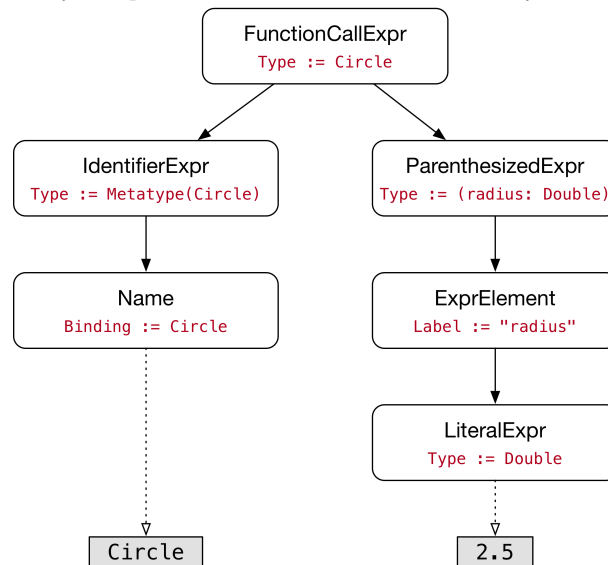 FunctionCallExpr
Type := Circle
IdentifierExpr
Type := Metatype(Circle)
ParenthesizedExpr
Type := (radius: Double)
Name
Binding := Circle
ExprElement
Label := "radius"
LiteralExpr
Type := Double
Circle
2.5